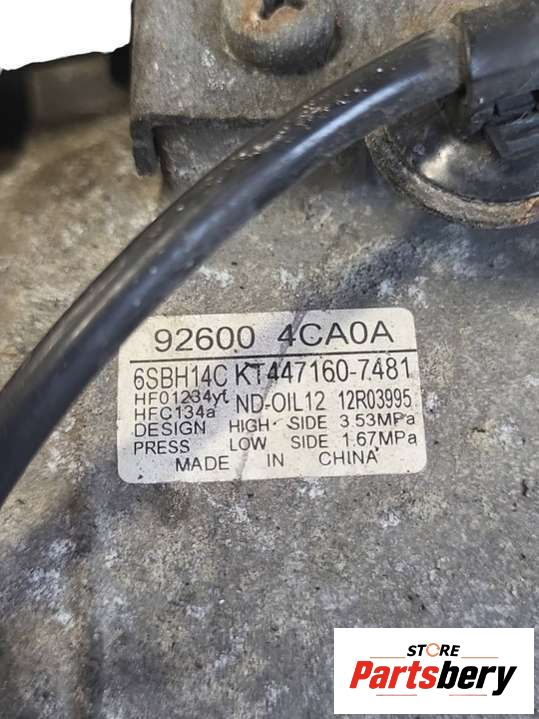 92600 4CA0A
6SBH14C KT447160-7481
HF01234yf
HFC134a ND-OIL12 12R03995
DESIGN HIGH SIDE 3.53MPa
PRESS LOW SIDE 1.67MPa
MADE IN CHINA
STORE
Partsbery